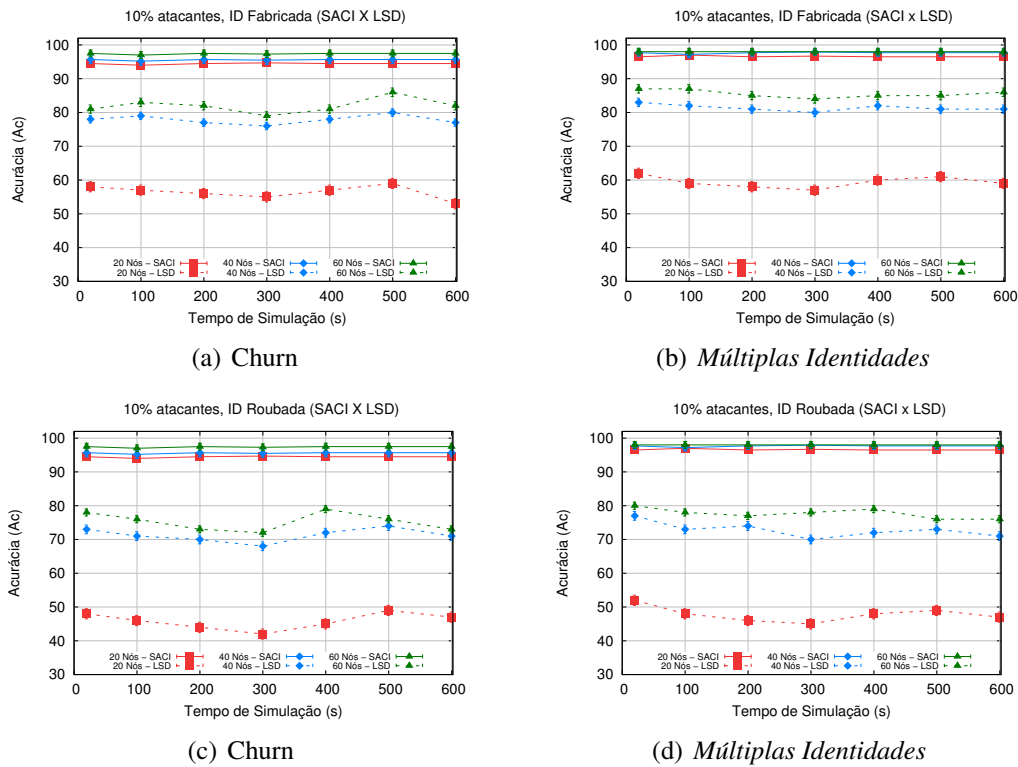 10% atacantes, ID Fabricada (SACI X LSD)
Acurácia (Ac)
100
90
80
70
60
50
40
30
20 Nós – SACI 40 Nós – SACI 60 Nós – SACI
20 Nós – LSD 40 Nós – LSD 60 Nós – LSD
0 100 200 300 400 500 600
Tempo de Simulação (s)
(a) Churn
10% atacantes, ID Fabricada (SACI x LSD)
Acurácia (Ac)
100
90
80
70
60
50
40
30
20 Nós – SACI 40 Nós – SACI 60 Nós – SACI
20 Nós – LSD 40 Nós – LSD 60 Nós – LSD
0 100 200 300 400 500 600
Tempo de Simulação (s)
(b) Múltiplas Identidades
10% atacantes, ID Roubada (SACI X LSD)
Acurácia (Ac)
100
90
80
70
60
50
40
30
20 Nós – SACI 40 Nós – SACI 60 Nós – SACI
20 Nós – LSD 40 Nós – LSD 60 Nós – LSD
0 100 200 300 400 500 600
Tempo de Simulação (s)
(c) Churn
10% atacantes, ID Roubada (SACI x LSD)
Acurácia (Ac)
100
90
80
70
60
50
40
30
20 Nós – SACI 40 Nós – SACI 60 Nós – SACI
20 Nós – LSD 40 Nós – LSD 60 Nós – LSD
0 100 200 300 400 500 600
Tempo de Simulação (s)
(d) Múltiplas Identidades